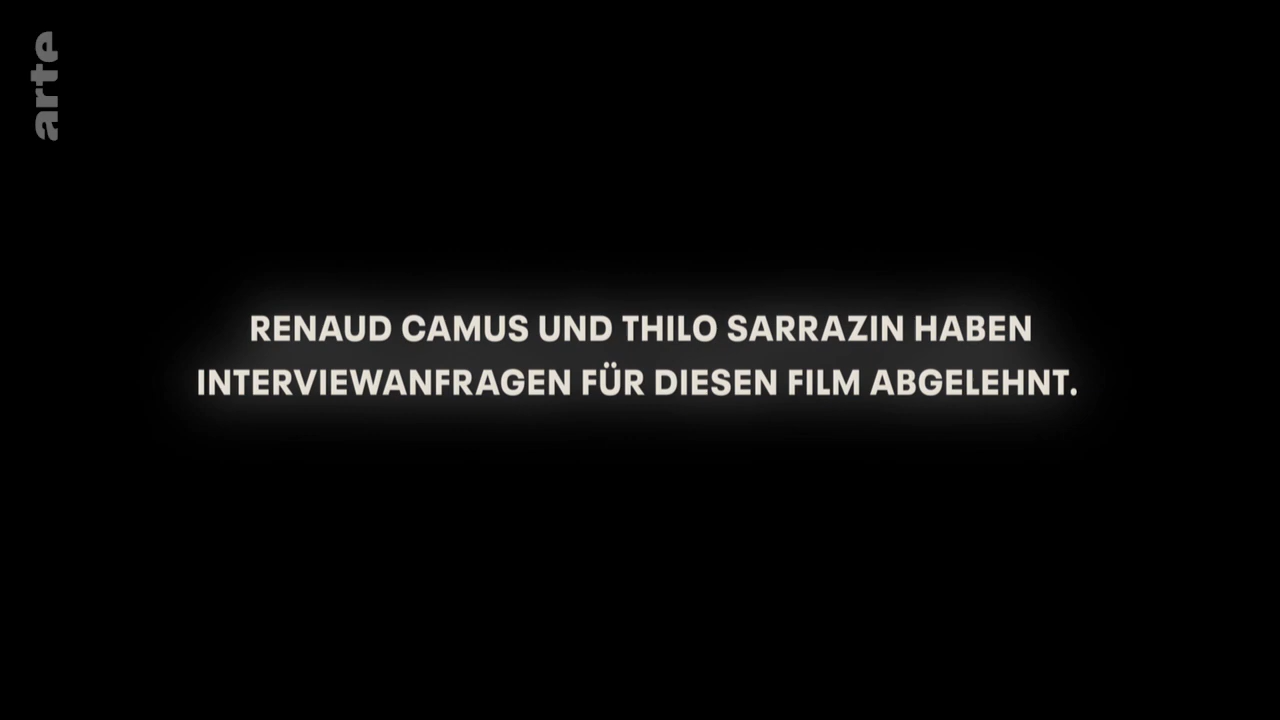 arte
RENAUD CAMUS UND THILO SARRAZIN HABEN
INTERVIEWANFRAGEN FÜR DIESEN FILM ABGELEHNT.